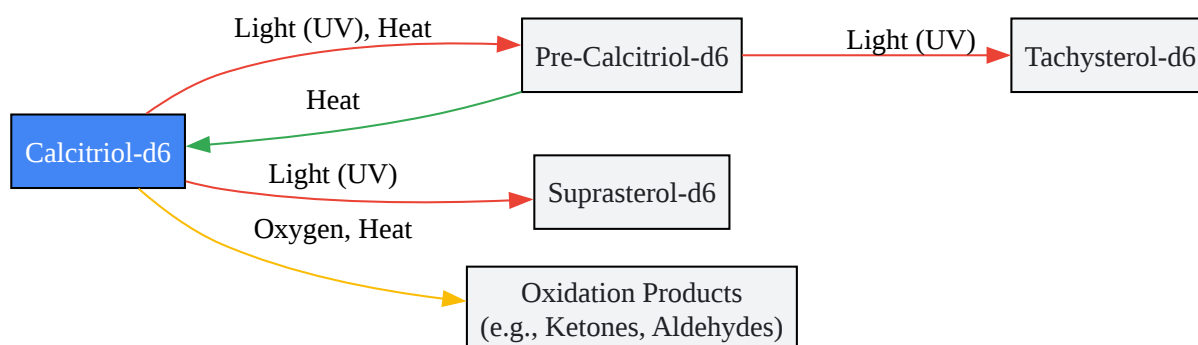 Light (UV), Heat
Pre-Calcitriol-d6
Light (UV)
Tachysterol-d6
Heat
Calcitriol-d6
Light (UV)
Suprasterol-d6
Oxygen, Heat
Oxidation Products
(e.g., Ketones, Aldehydes)